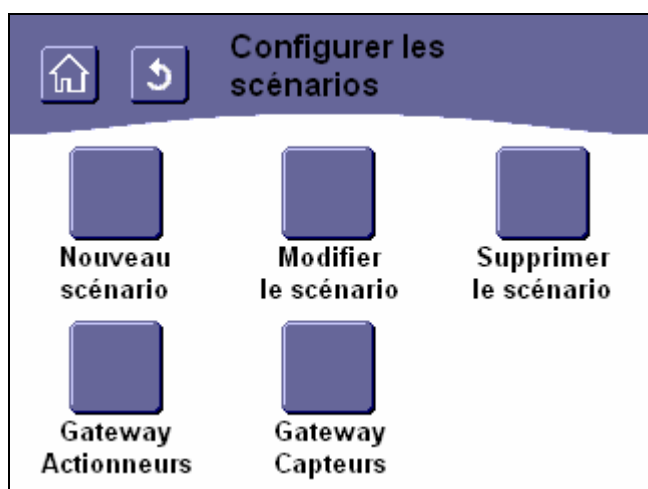 Configurer les
scénarios
Nouveau
scénario
Modifier
le scénario
Supprimer
le scénario
Gateway
Actionneurs
Gateway
Capteurs